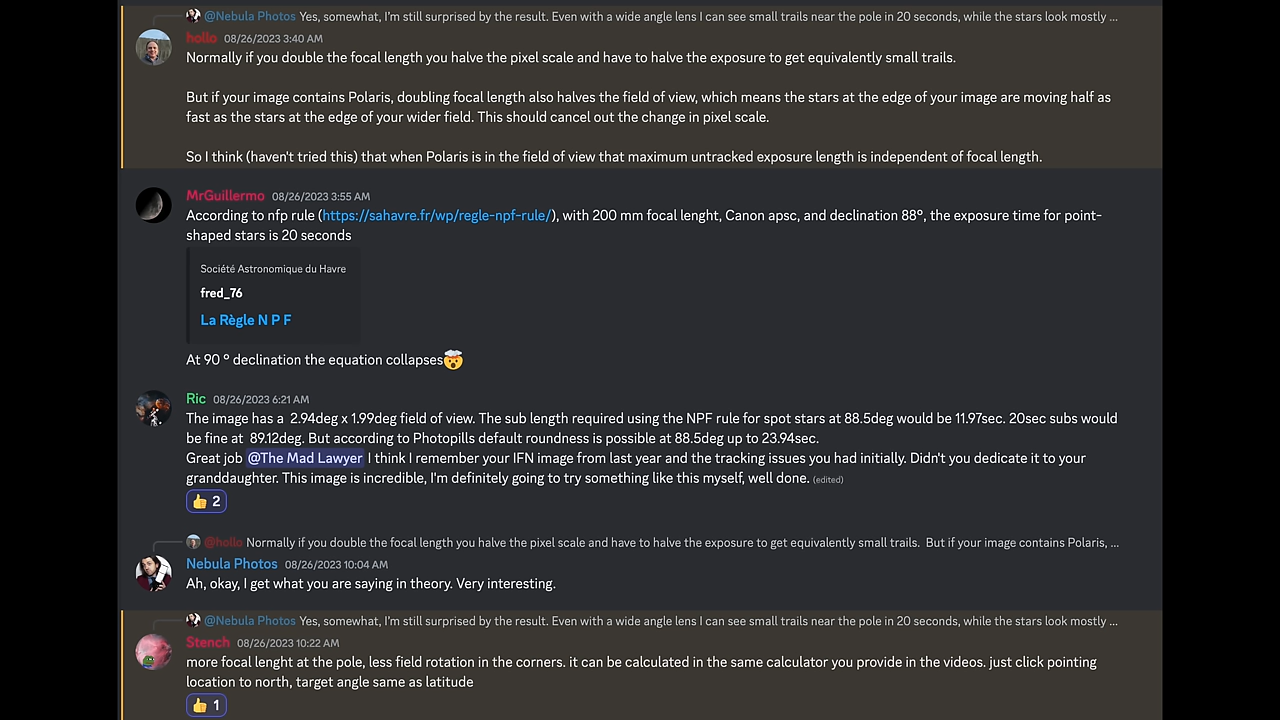 @Nebula Photos Yes, somewhat, I'm still surprised by the result. Even with a wide angle lens I can see small trails near the pole in 20 seconds, while the stars look mostly ...
hollo 08/26/2023 3:40 AM
Normally if you double the focal length you halve the pixel scale and have to halve the exposure to get equivalently small trails.
But if your image contains Polaris, doubling focal length also halves the field of view, which means the stars at the edge of your image are moving half as
fast as the stars at the edge of your wider field. This should cancel out the change in pixel scale.
So I think (haven't tried this) that when Polaris is in the field of view that maximum untracked exposure length is independent of focal length.
MrGuillermo 08/26/2023 3:55 AM
According to nfp rule (https://sahavre.fr/wp/regle-npf-rule/), with 200 mm focal lenght, Canon apsc, and declination 88º, the exposure time for point-
shaped stars is 20 seconds
Société Astronomique du Havre
fred_76
La Règle N P F
At 90 º declination the equation collapses🤯
Ric 08/26/2023 6:21 AM
The image has a 2.94deg x 1.99deg field of view. The sub length required using the NPF rule for spot stars at 88.5deg would be 11.97sec. 20sec subs would
be fine at 89.12deg. But according to Photopills default roundness is possible at 88.5deg up to 23.94sec.
Great job @The Mad Lawyer I think I remember your IFN image from last year and the tracking issues you had initially. Didn't you dedicate it to your
granddaughter. This image is incredible, I'm definitely going to try something like this myself, well done. (edited)
👍 2
@hollo Normally if you double the focal length you halve the pixel scale and have to halve the exposure to get equivalently small trails. But if your image contains Polaris, ...
Nebula Photos 08/26/2023 10:04 AM
Ah, okay, I get what you are saying in theory. Very interesting.
@Nebula Photos Yes, somewhat, I'm still surprised by the result. Even with a wide angle lens I can see small trails near the pole in 20 seconds, while the stars look mostly ...
Stench 08/26/2023 10:22 AM
more focal lenght at the pole, less field rotation in the corners. it can be calculated in the same calculator you provide in the videos. just click pointing
location to north, target angle same as latitude
👍 1